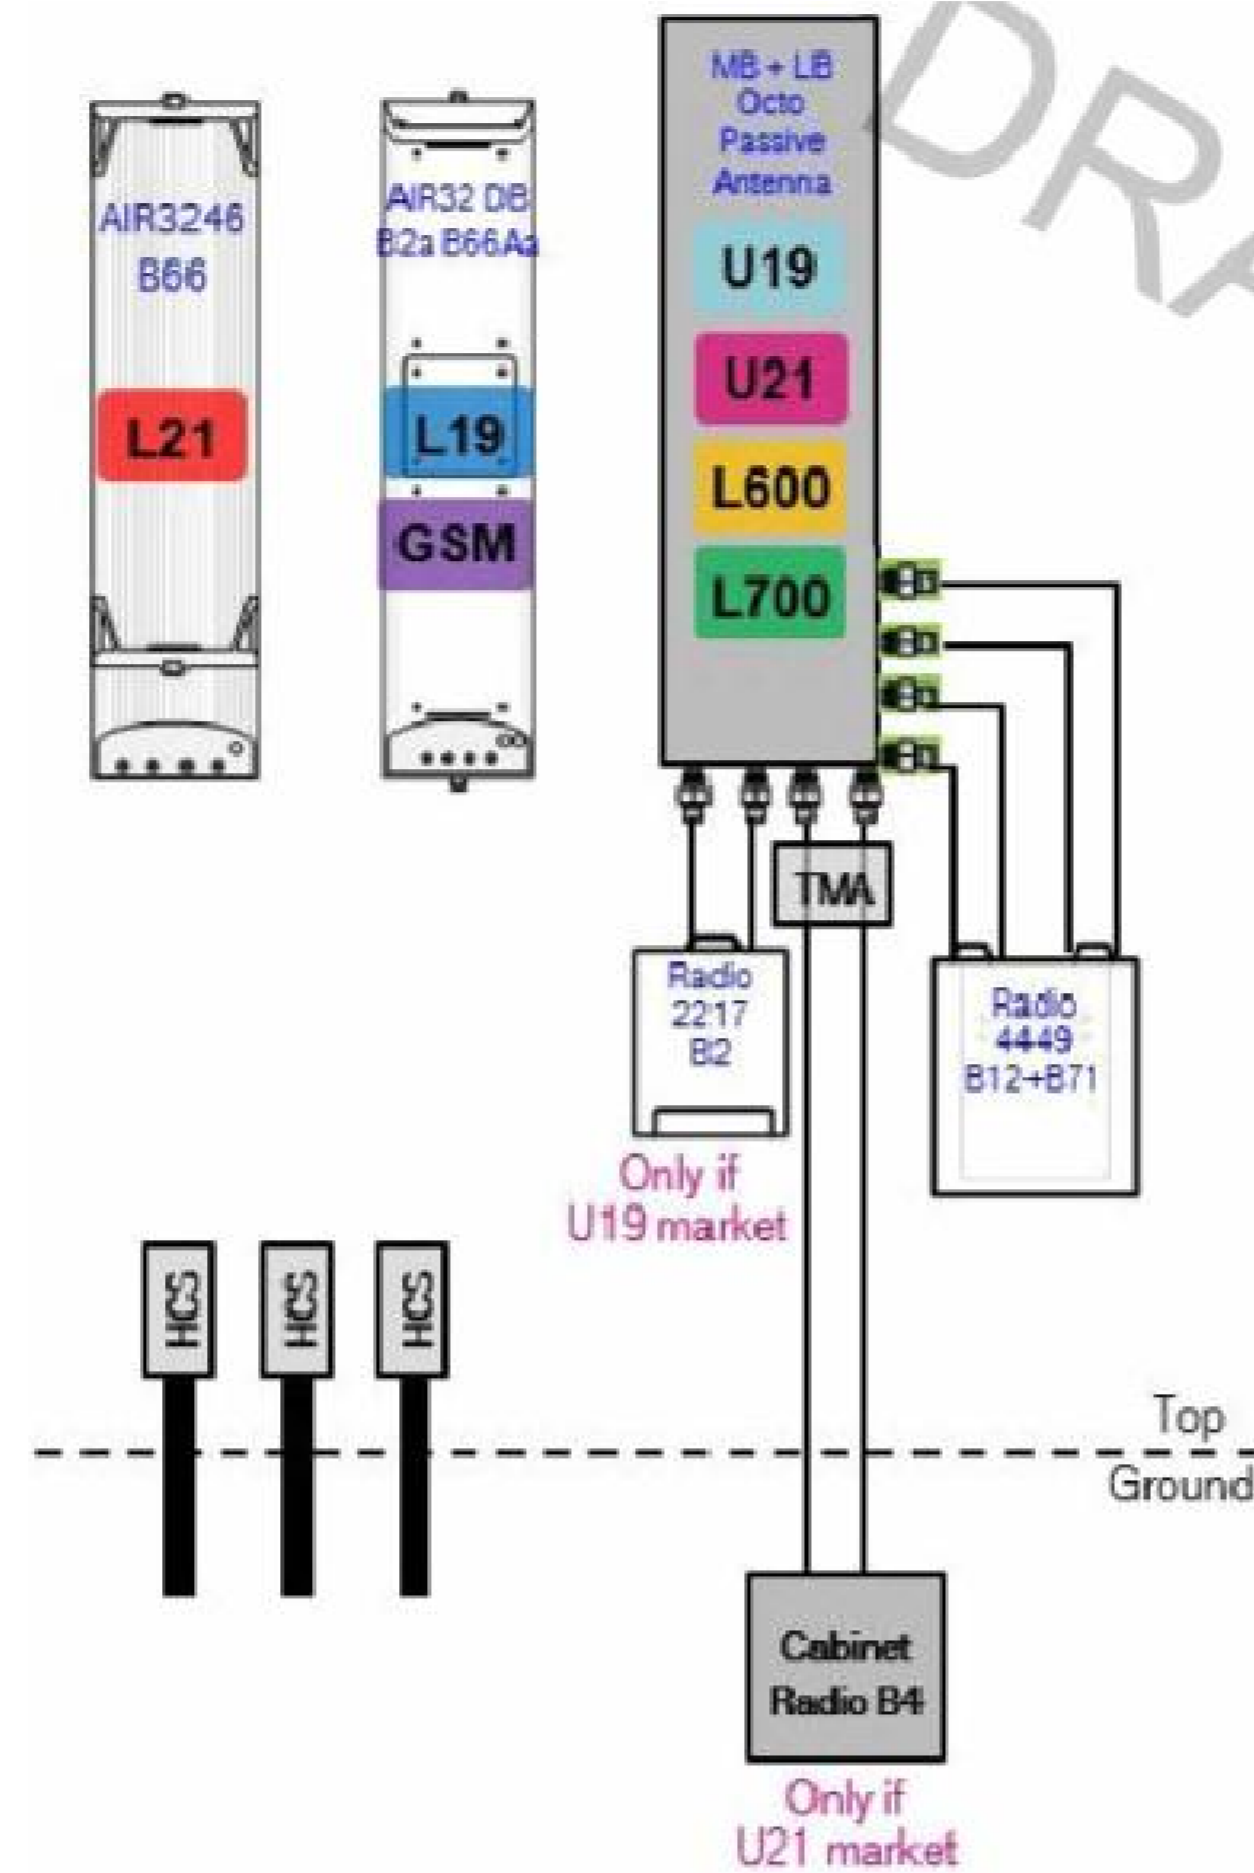 DRA
MB + LB
Octo
Passive
Antenna
AIR3246
B66
AIR32 DB
B2a B66Aa
U19
U21
L600
L700
L21
L19
GSM
TMA
Radio
2217
B2
Radio
4449
B12+B71
Only if
U19 market
HCS
HCS
HCS
Top
Ground
Cabinet
Radio B4
Only if
U21 market